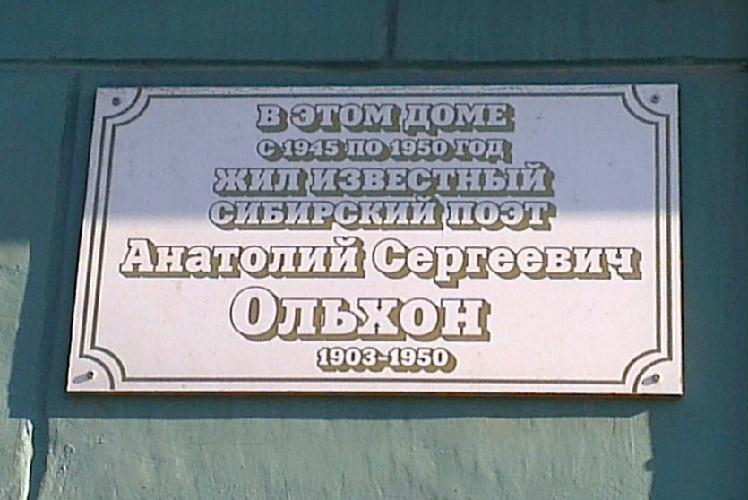 В ЭТОМ ДОМЕ
С 1945 ПО 1950 ГОД
ЖИЛ ИЗВЕСТНЫЙ
СИБИРСКИЙ ПОЭТ
Анатолий Сергеевич
Ольхон
1903-1950